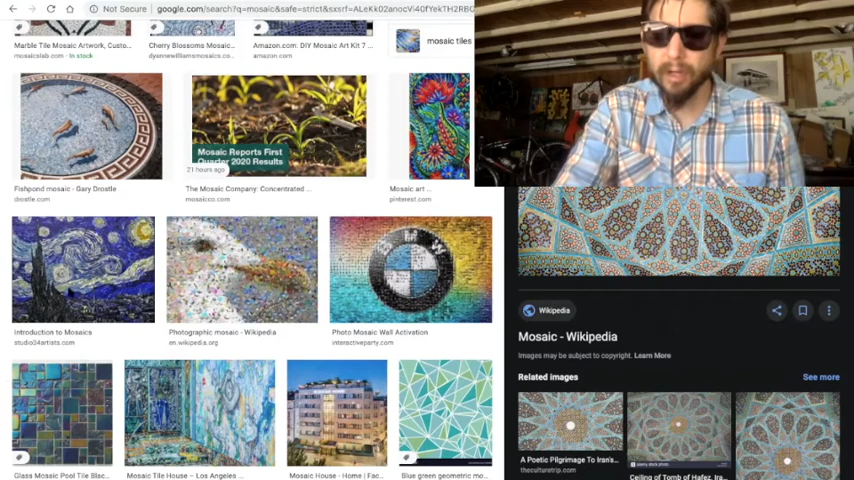 Not Secure google.com/search?q=mosaic&safe=strict&sxsrf=ALeKk02anocVi40fYekTH2RBG
Marble Tile Mosaic Artwork, Custo...
mosaicslab.com - In stock
Cherry Blossoms Mosaic...
dyannewilliamsmosaics.co...
Amazon.com: DIY Mosaic Art Kit 7 ...
amazon.com
mosaic tiles
Mosaic Reports First
Quarter 2020 Results
21 hours ago
Fishpond mosaic - Gary Drostle
drostle.com
The Mosaic Company: Concentrated ...
mosaicco.com
Mosaic art ...
pinterest.com
BMW
Introduction to Mosaics
studio34artists.com
Photographic mosaic - Wikipedia
en.wikipedia.org
Photo Mosaic Wall Activation
interactiveparty.com
Glass Mosaic Pool Tile Blac...
Mosaic Tile House – Los Angeles ...
Mosaic House - Home | Fac...
Blue green geometric mo...
Wikipedia
Mosaic - Wikipedia
Images may be subject to copyright. Learn More
Related images
See more
A Poetic Pilgrimage To Iran's...
theculturetrip.com
alamy stock photo
Ceiling of Tomb of Hafez, Ira...